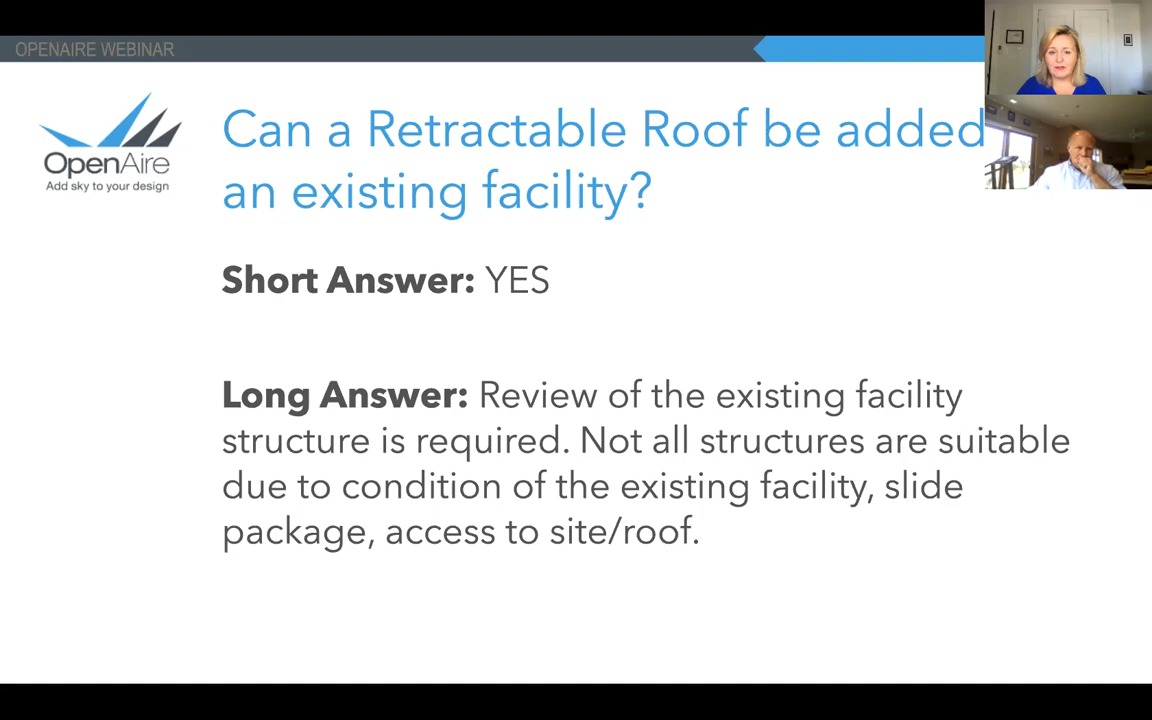 OPENAIRE WEBINAR
OpenAire
Add sky to your design
Can a Retractable Roof be added
an existing facility?
Short Answer: YES
Long Answer: Review of the existing facility
structure is required. Not all structures are suitable
due to condition of the existing facility, slide
package, access to site/roof.